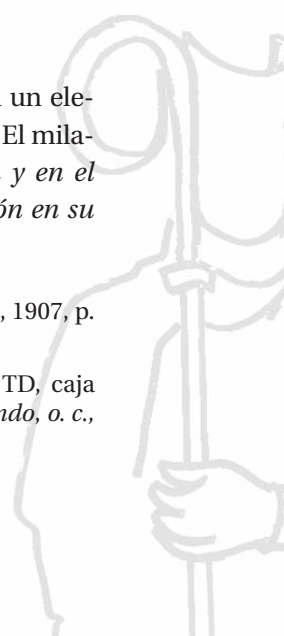 un ele-
El mila-
y en el
ón en su
, 1907, p.
TD, caja
ndo, o. c.,